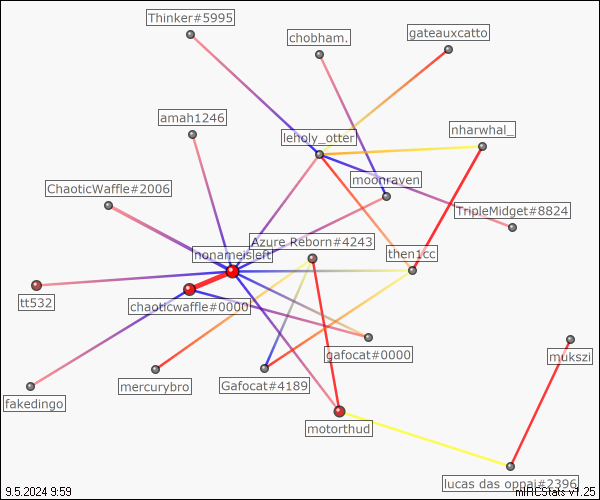 Thinker#5995
chobham.
gateauxcatto
amah1246
leholy_otter
nharwhal_
moonraven
ChaoticWaffle#2006
TripleMidget#8824
Azure Reborn#4243
nonameisleft
then1cc
tt532
chaoticwaffle#0000
gafocat#0000
mukszi
mercurybro
Gafocat#4189
fakedingo
motorthud
lucas das oppai#2396
9.5.2024 9:59
mIRCStats v1.25